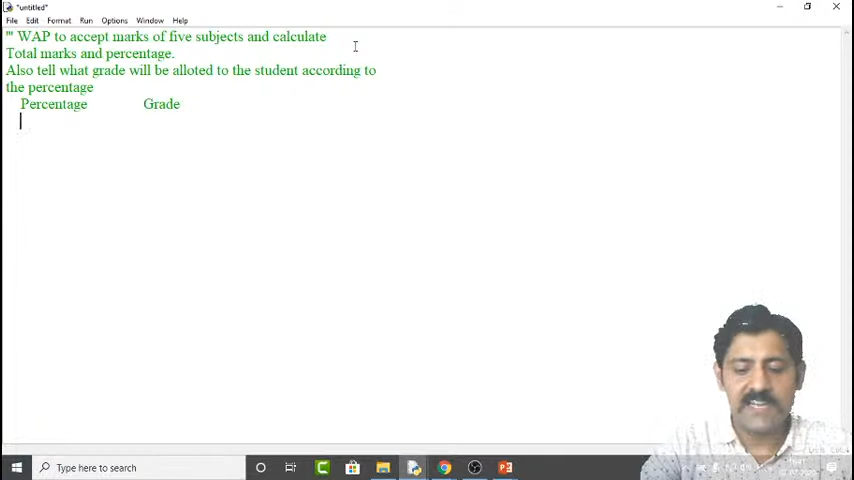 *untitled*
File Edit Format Run Options Window Help
''' WAP to accept marks of five subjects and calculate
Total marks and percentage.
Also tell what grade will be alloted to the student according to
the percentage
Percentage Grade
Type here to search